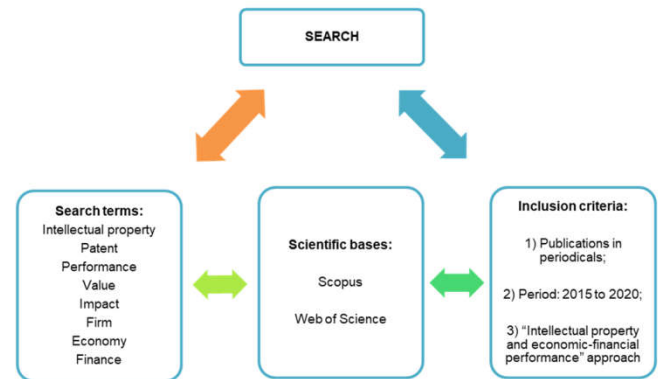 SEARCH
Search terms:
Intellectual property
Patent
Performance
Value
Impact
Firm
Economy
Finance
Scientific bases:
Scopus
Web of Science
Inclusion criteria:
1) Publications in
periodicals;
2) Period: 2015 to 2020;
3) “Intellectual property
and economic-financial
performance” approach